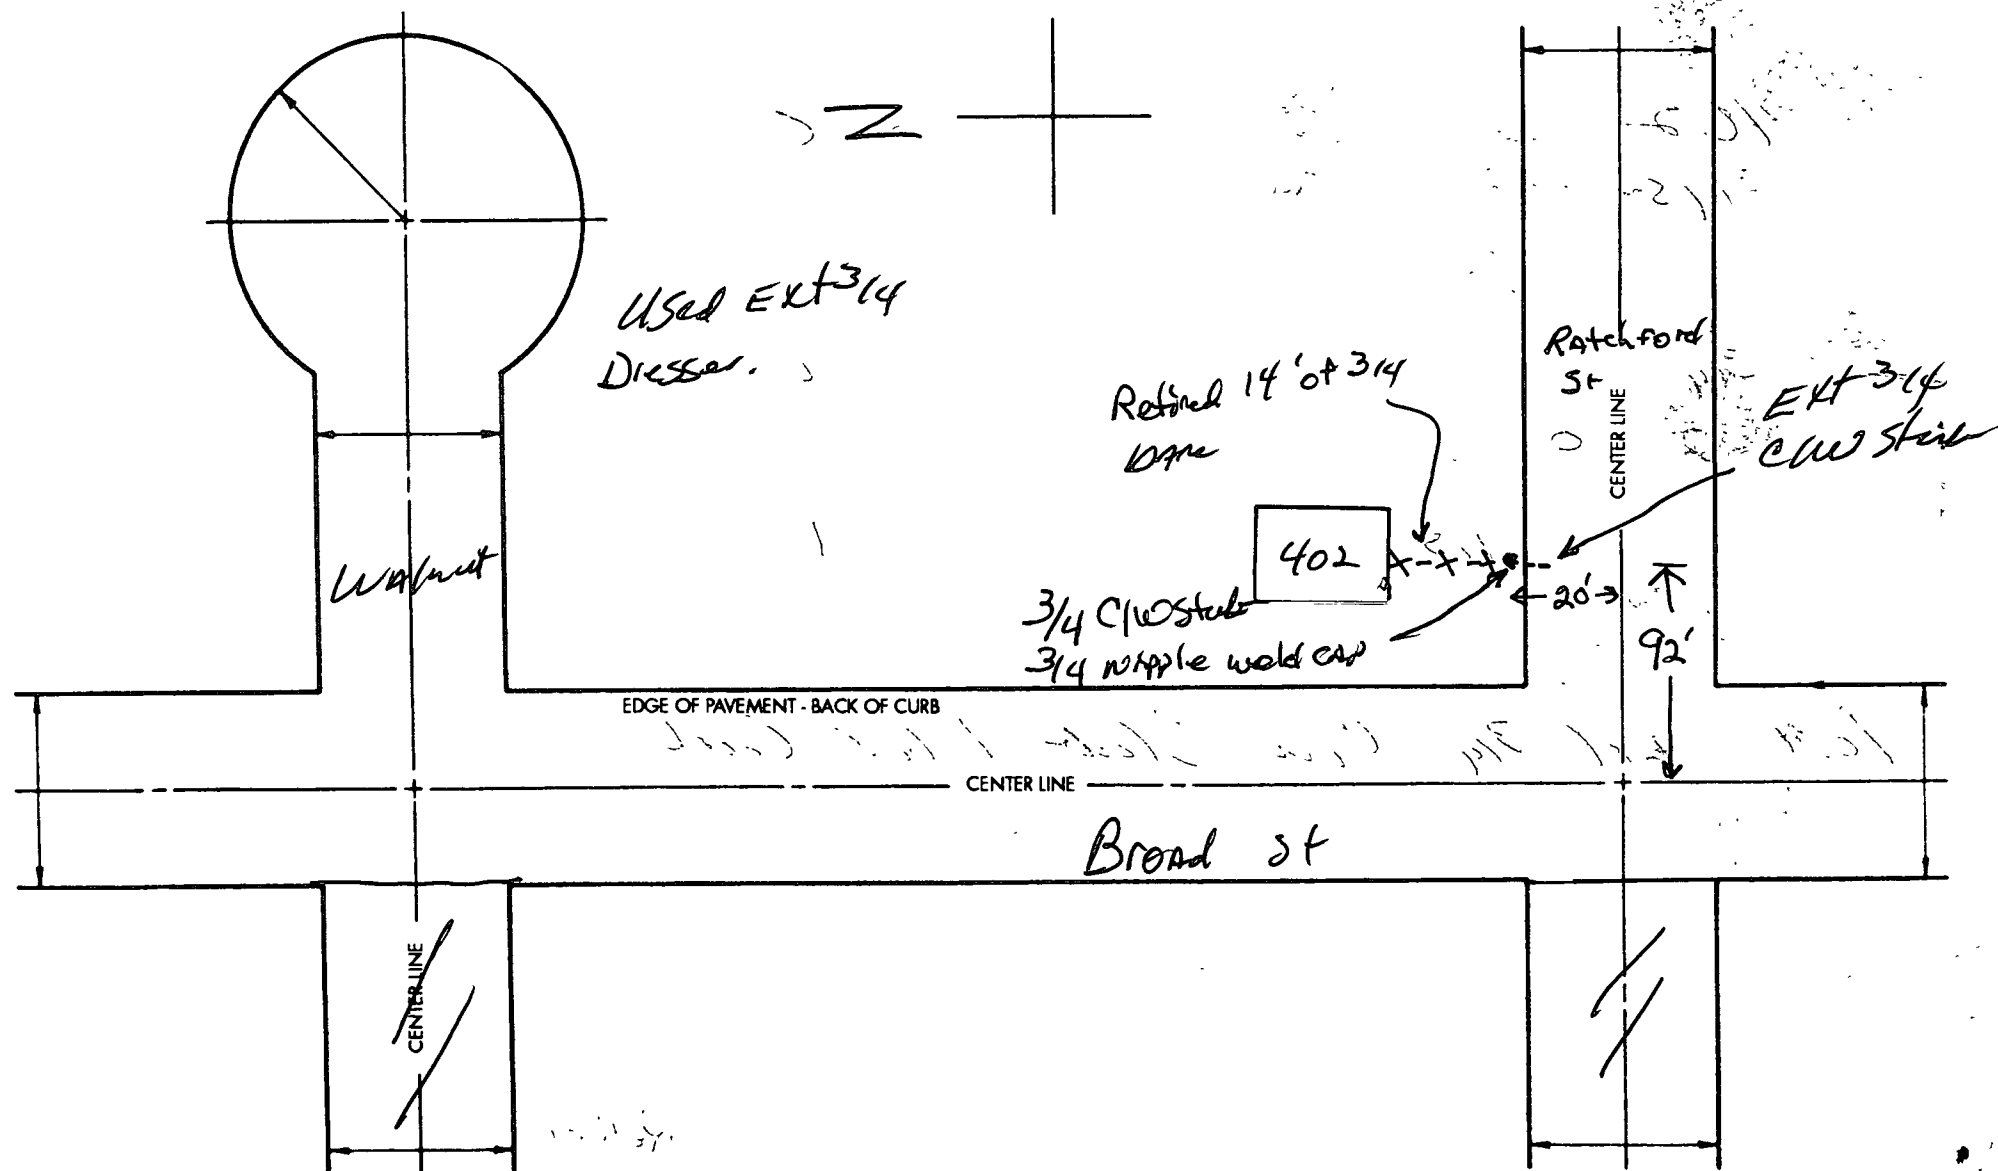 N
Used Ext 3/4
Dresser.
Retired 14' of 3/4
bare
Ratchford
St
CENTER LINE
Ext 3/4
C/W Stub
402
3/4 C/W Stub
3/4 nipple weld cap
20'
92'
Walnut
EDGE OF PAVEMENT - BACK OF CURB
CENTER LINE
Broad St
CENTER LINE